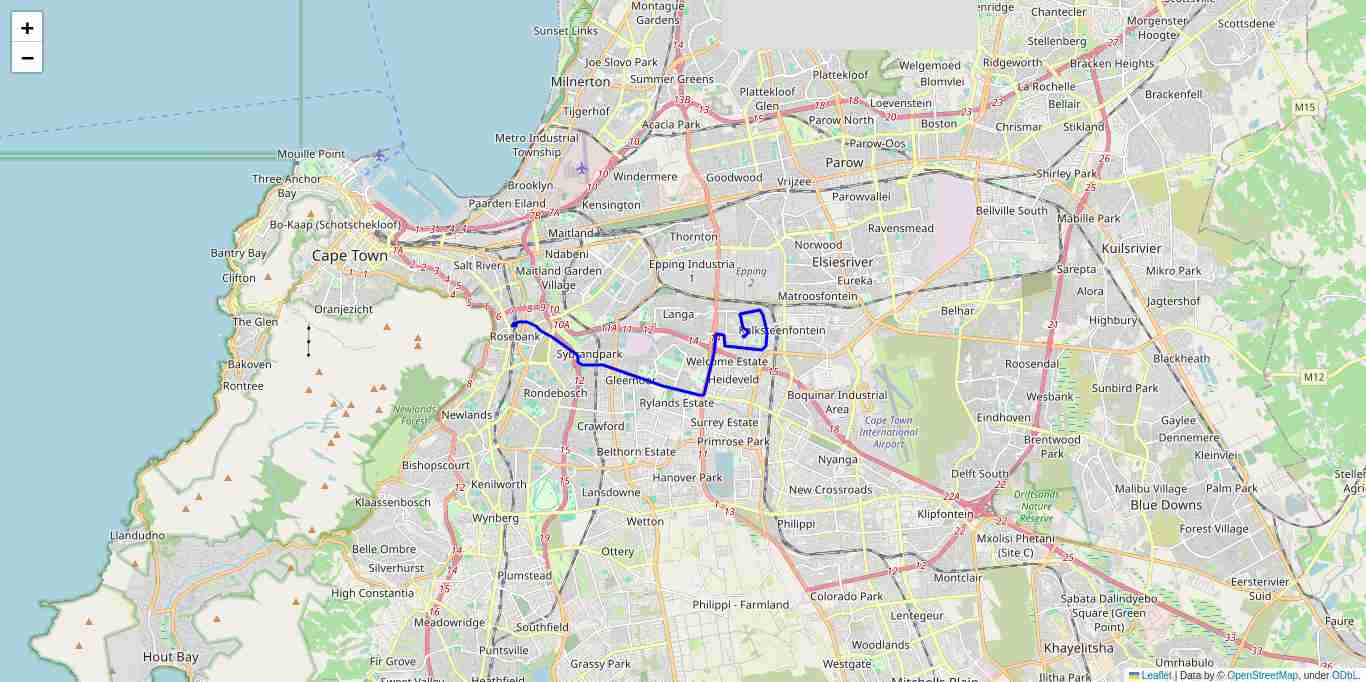 +
−
Montague
Gardens
Sunset Links
Chantecler
Scottsdene
Morgenster
Hoogte
Stellenberg
Joe Slovo Park
Summer Greens
Milnerton
Plattekloof
Welgemoed
Ridgeworth
Bracken Heights
Blomvlei
La Rochelle
Plattekloof
Glen
Loevenstein
Bellair
Brackenfell
Tijgerhof
Acacia Park
Parow North
Boston
Chrismar
Stikland
M15
Metro Industrial
Township
Parow-Oos
Mouille Point
Parow
Three Anchor
Bay
Brooklyn
Windermere
Goodwood
Vrijzee
Shirley Park
Paarden Eiland
Kensington
Parowvallei
Bellville South
Mabille Park
Bo-Kaap (Schotschekloof)
Maitland
Thornton
Ravensmead
Norwood
Kuilsrivier
Bantry Bay
Cape Town
Ndabeni
Elsiesriver
Clifton
Salt River
Maitland Garden
Village
Epping Industria
1
Epping
2
Eureka
Sarepta
Mikro Park
Matroosfontein
Alora
Jagtershof
Oranjezicht
Langa
Belhar
Highbury
The Glen
Rosebank
Sybrandpark
Welcome Estate
Blackheath
Bakoven
Roosendal
Rontree
Gleemoor
Heideveld
M12
Rondebosch
Boquinar Industrial
Area
Sunbird Park
Wesbank
Rylands Estate
Newlands
Forest
Newlands
Crawford
Surrey Estate
Cape Town
International
Airport
Eindhoven
Gaylee
Dennemere
Primrose Park
Brentwood
Park
Beithorn Estate
Kleinvlei
Bishopscourt
Nyanga
Hanover Park
Delft South
Kenilworth
Lansdowne
New Crossroads
Malibu Village
Palm Park
Driftsands
Nature
Reserve
Blue Downs
Klaassenbosch
Wynberg
Wetton
Philippi
Klipfontein
Forest Village
Llandudno
Mxolisi Phetani
(Site C)
Belle Ombre
Ottery
Silverhurst
Plumstead
Montclair
Eersterivier
Suid
High Constantia
Colorado Park
Sabata Dalindyebo
Square (Green
Point)
Philippi - Farmland
Meadowridge
Lentegeur
Faure
Southfield
Puntsville
Woodlands
Khayelitsha
Hout Bay
Fir Grove
Grassy Park
Westgate
Umrhabulo
Heathfield
Ilitha Park
Leaflet | Data by © OpenStreetMap, under ODbL.